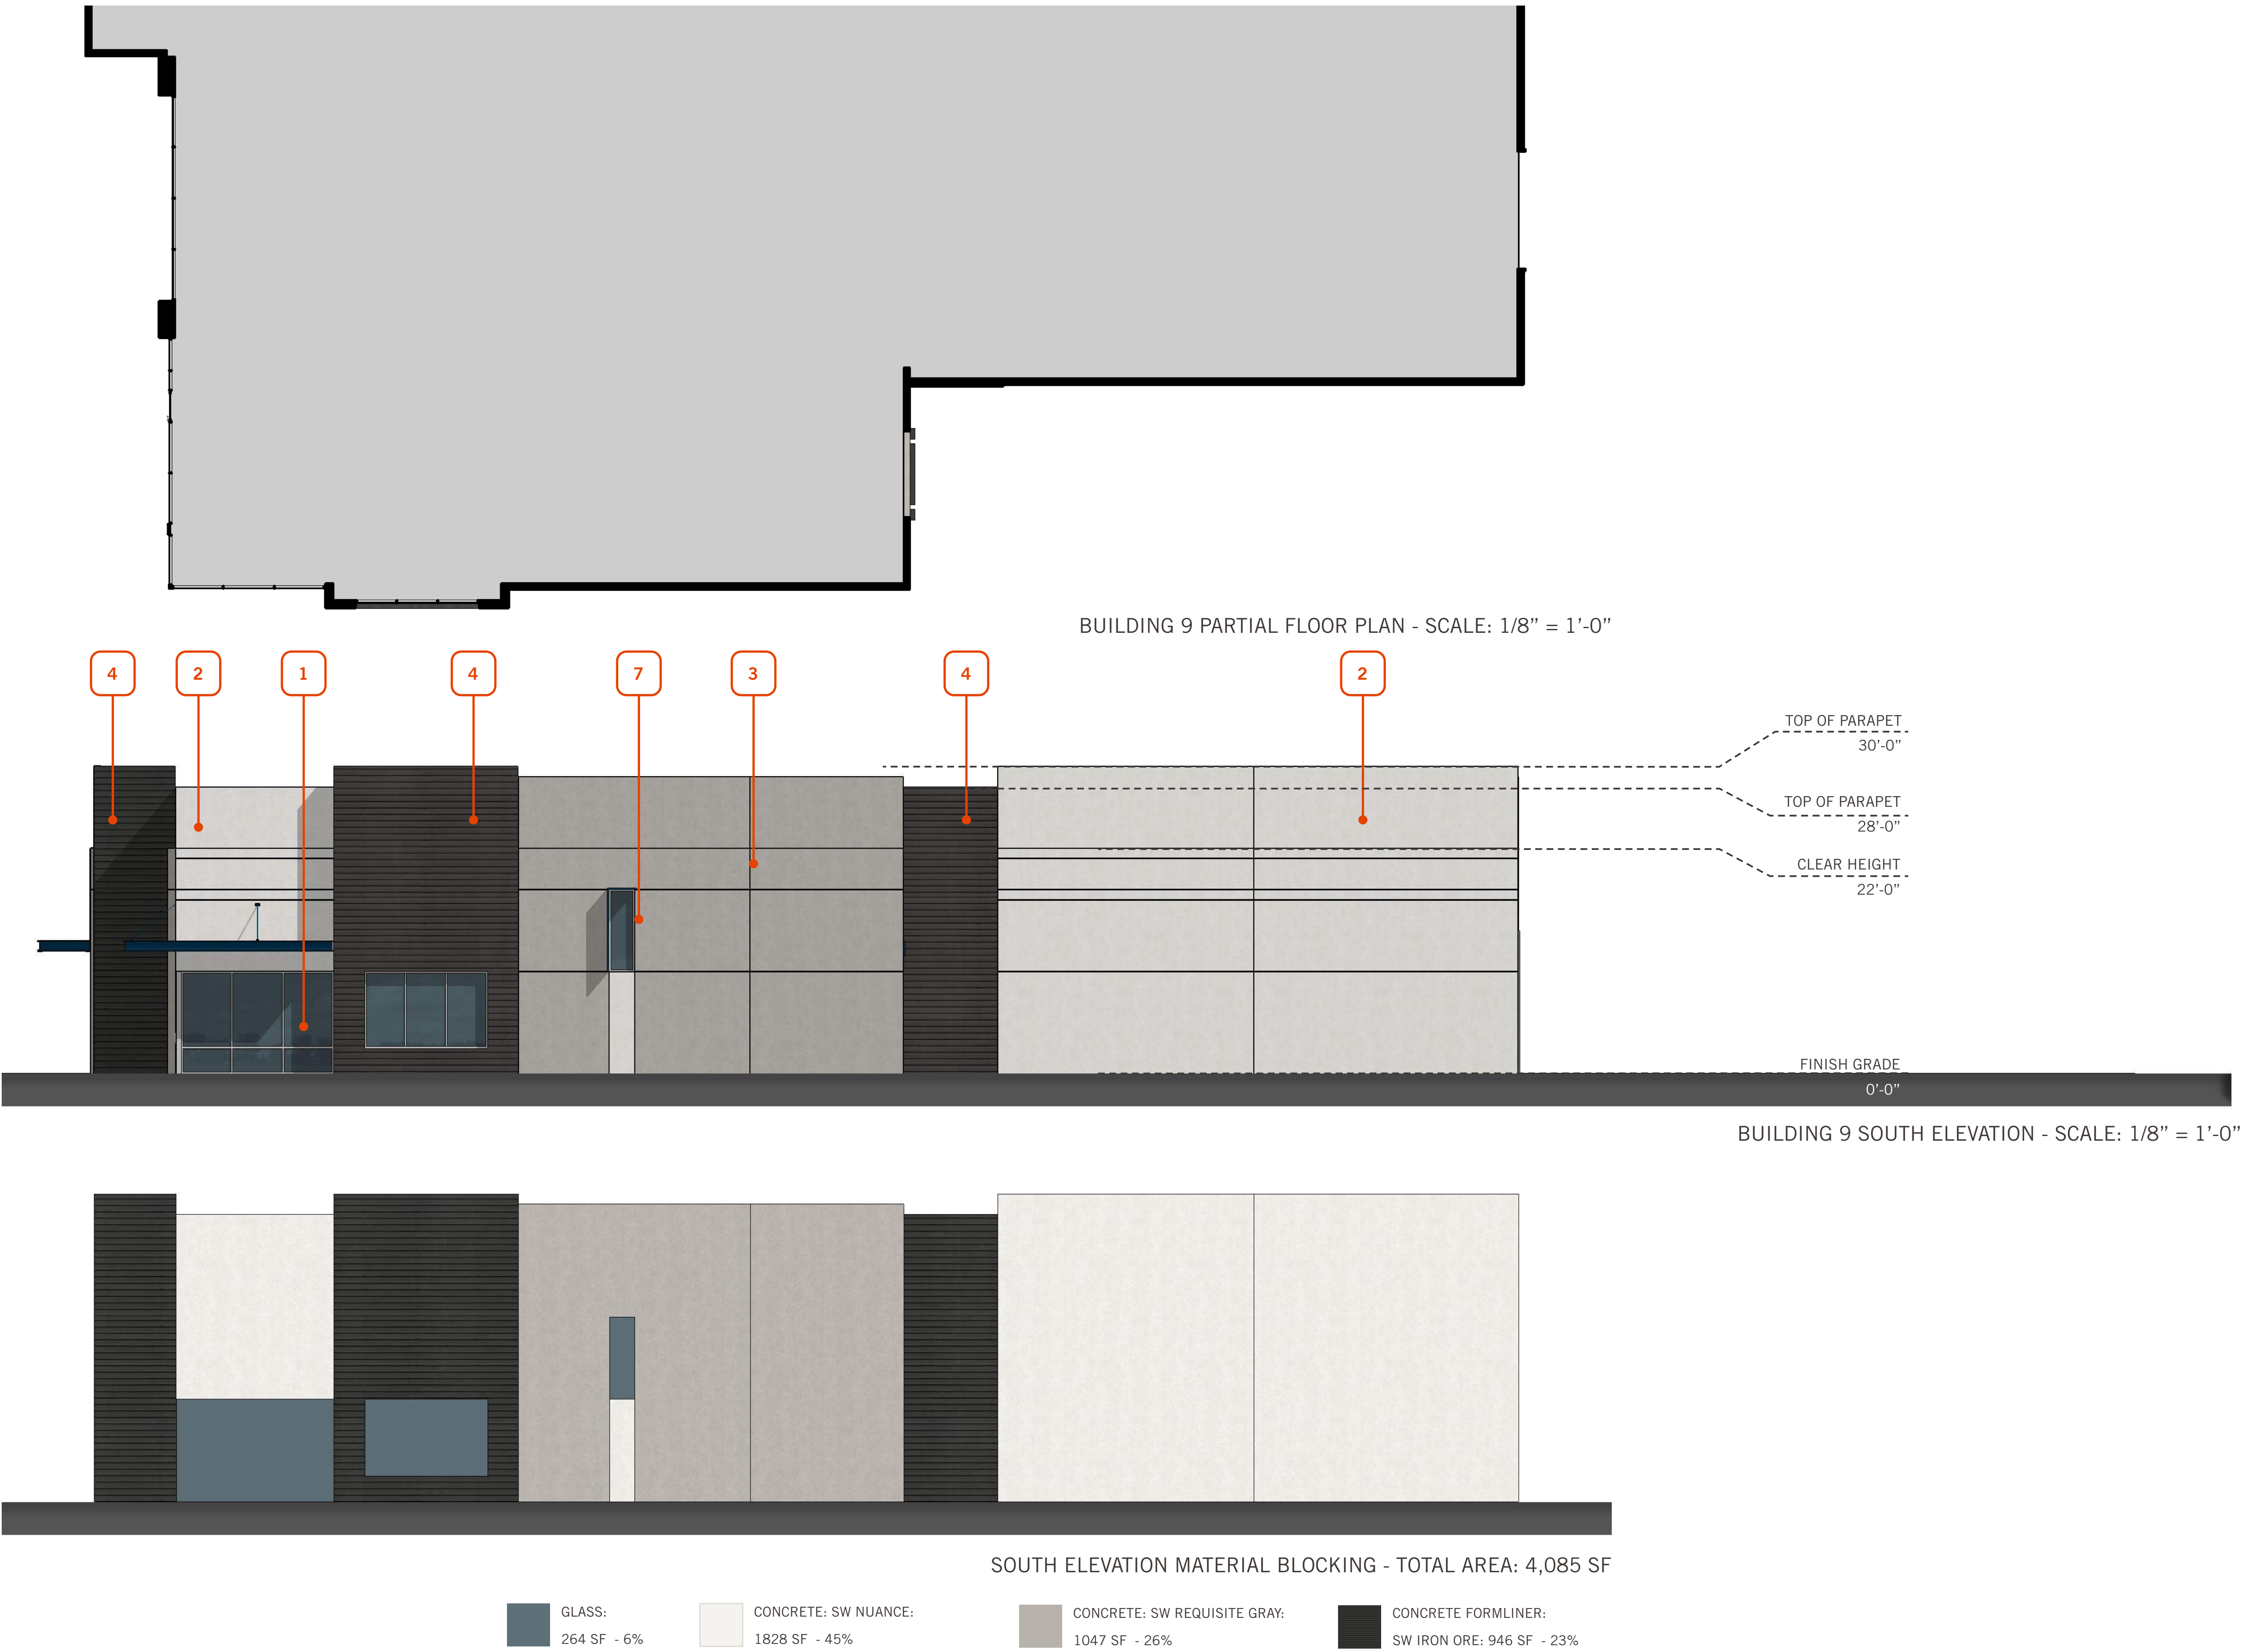 BUILDING 9 PARTIAL FLOOR PLAN - SCALE: 1/8” = 1’-0”
4 2 1 4 7 3 4 2
TOP OF PARAPET
30’-0”
TOP OF PARAPET
28’-0”
CLEAR HEIGHT
22’-0”
FINISH GRADE
0’-0”
BUILDING 9 SOUTH ELEVATION - SCALE: 1/8” = 1’-0”
SOUTH ELEVATION MATERIAL BLOCKING - TOTAL AREA: 4,085 SF
GLASS:
264 SF - 6%
CONCRETE: SW NUANCE:
1828 SF - 45%
CONCRETE: SW REQUISITE GRAY:
1047 SF - 26%
CONCRETE FORMLINER:
SW IRON ORE: 946 SF - 23%